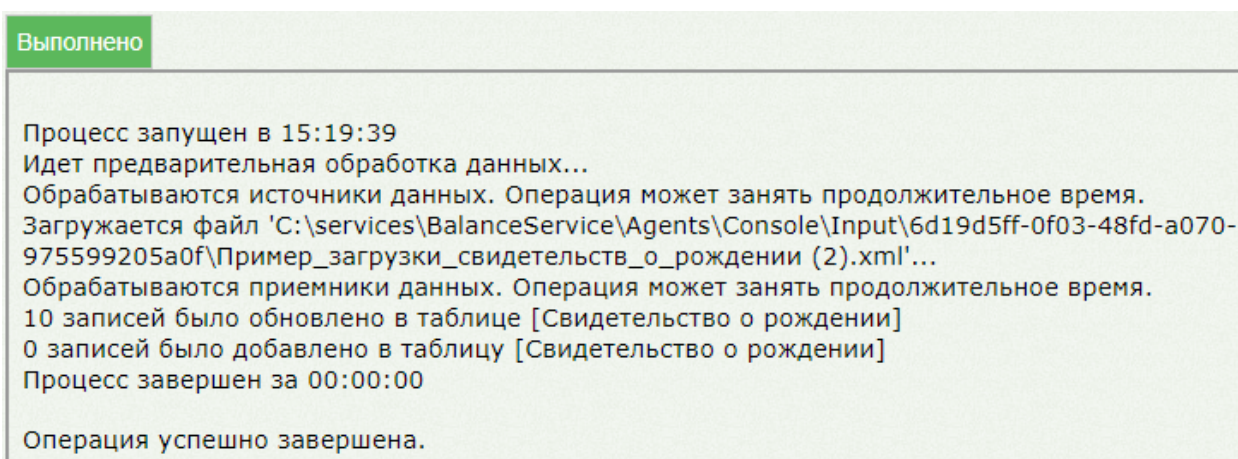 Выполнено
Процесс запущен в 15:19:39
Идет предварительная обработка данных...
Обрабатываются источники данных. Операция может занять продолжительное время.
Загружается файл 'C:\services\BalanceService\Agents\Console\Input\6d19d5ff-0f03-48fd-a070-
975599205a0f\Пример_загрузки_свидетельств_о_рождении (2).xml'...
Обрабатываются приемники данных. Операция может занять продолжительное время.
10 записей было обновлено в таблице [Свидетельство о рождении]
0 записей было добавлено в таблицу [Свидетельство о рождении]
Процесс завершен за 00:00:00
Операция успешно завершена.